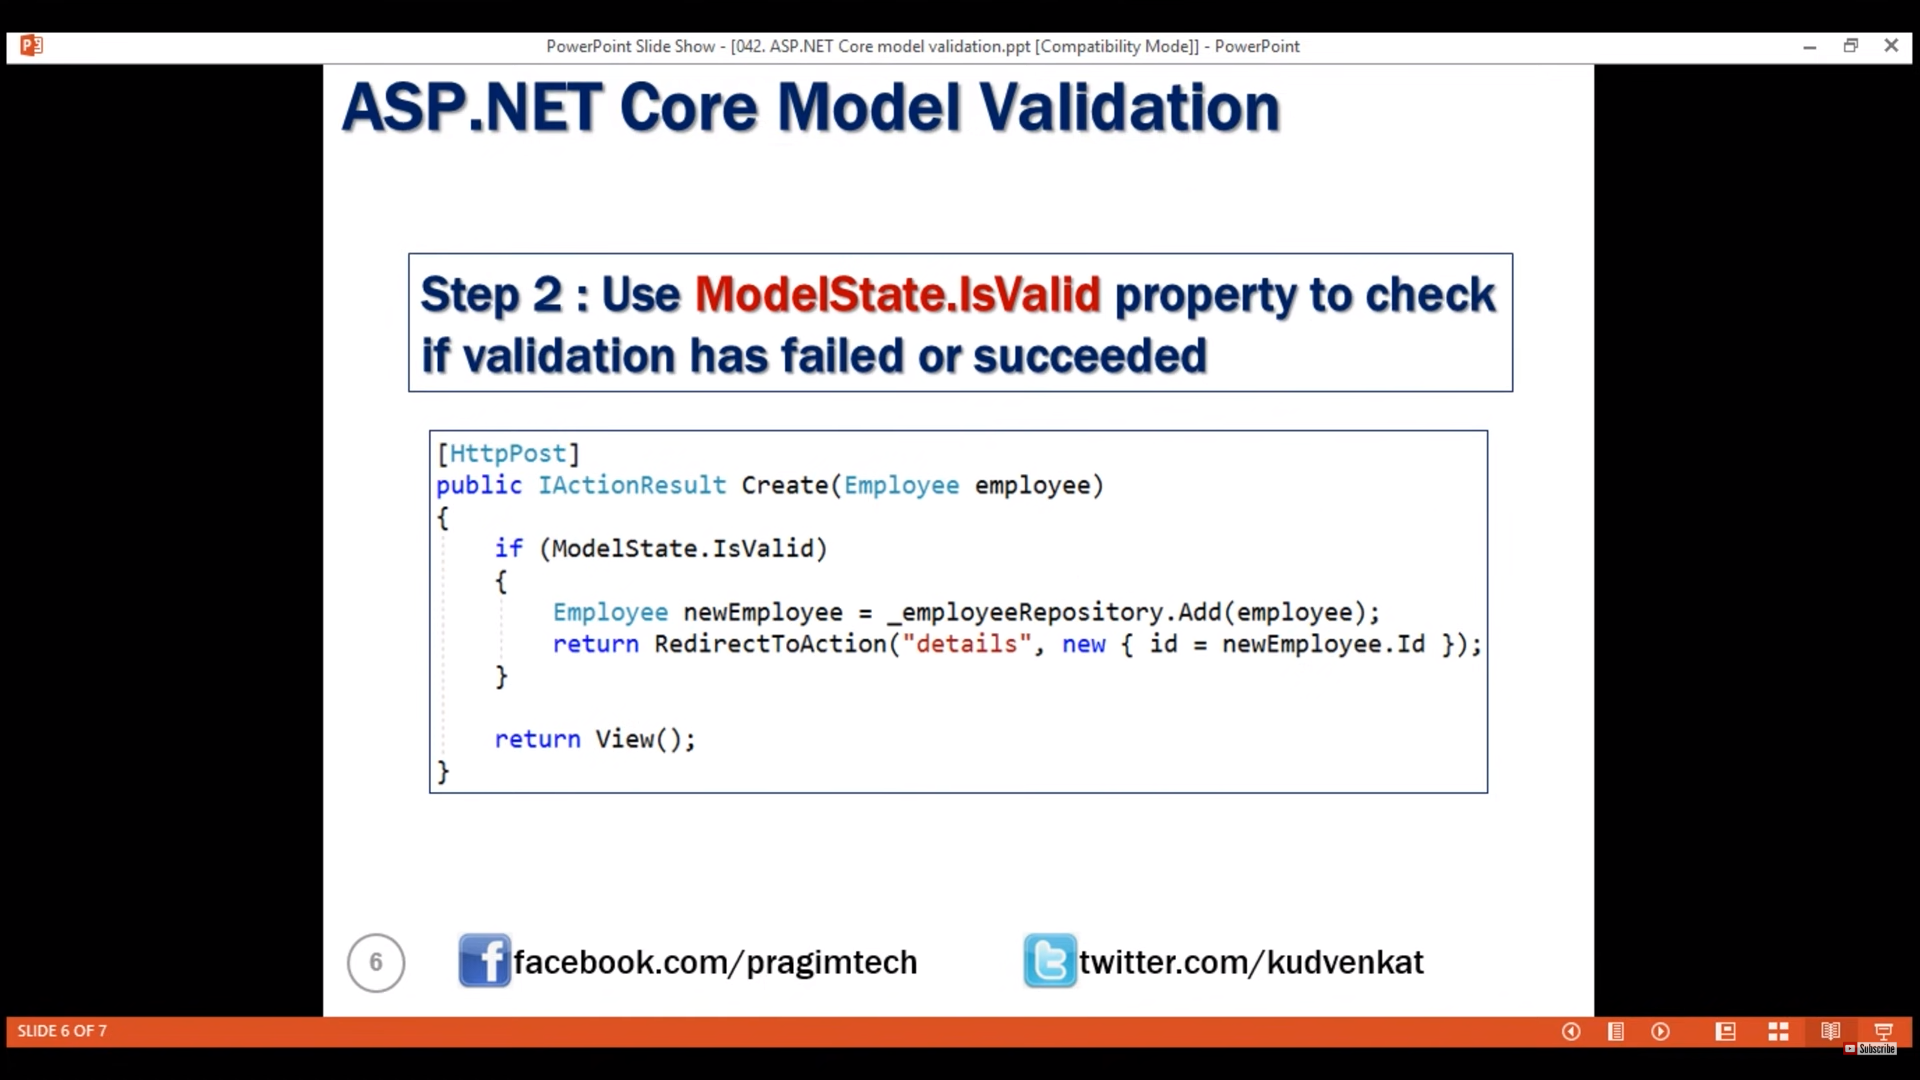 PowerPoint Slide Show - [042. ASP.NET Core model validation.ppt [Compatibility Mode]] - PowerPoint
ASP.NET Core Model Validation
Step 2 : Use ModelState.IsValid property to check
if validation has failed or succeeded
[HttpPost]
public IActionResult Create(Employee employee)
{
    if (ModelState.IsValid)
    {
        Employee newEmployee = _employeeRepository.Add(employee);
        return RedirectToAction("details", new { id = newEmployee.Id });
    }
    return View();
}
6
facebook.com/pragimtech
twitter.com/kudvenkat
SLIDE 6 OF 7
Subscribe